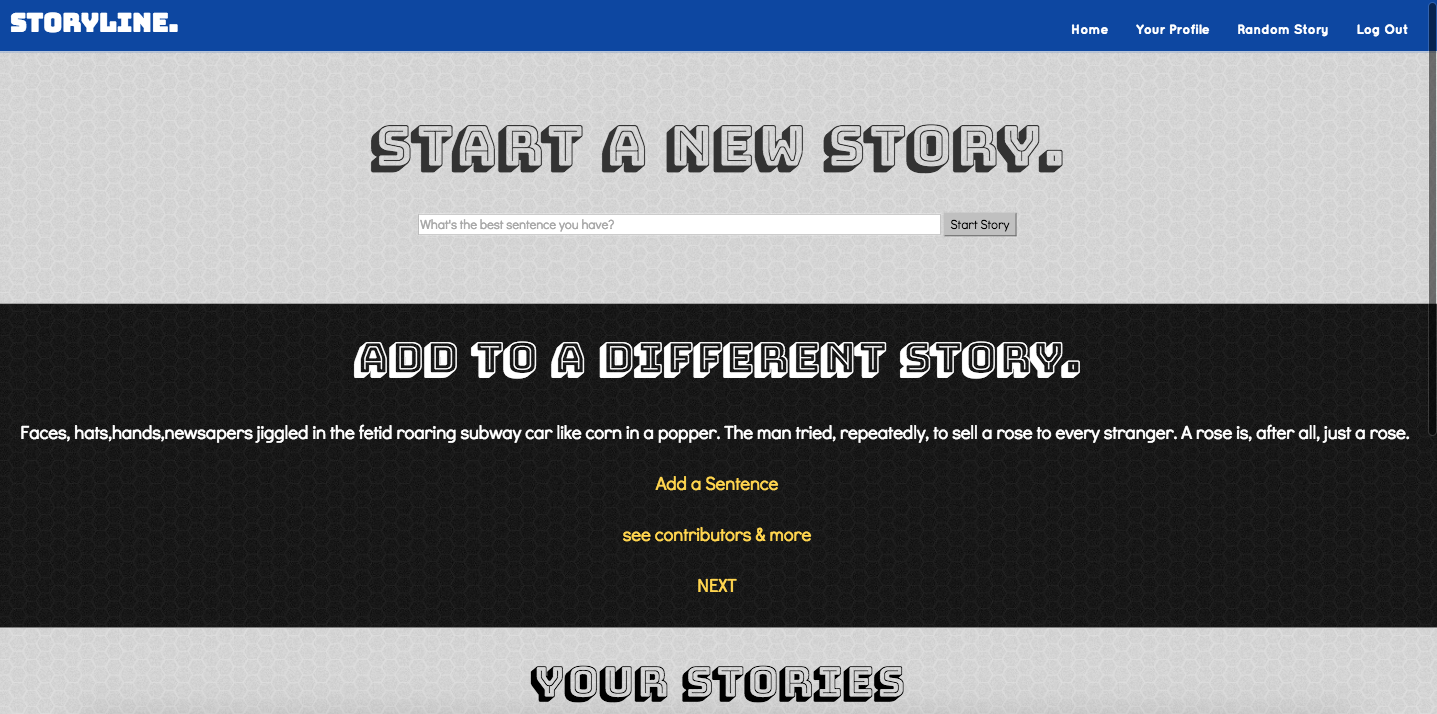 STORYLINE.
Home Your Profile Random Story Log Out
START A NEW STORY.
What's the best sentence you have? Start Story
ADD TO A DIFFERENT STORY.
Faces, hats,hands,newsapers jiggled in the fetid roaring subway car like corn in a popper. The man tried, repeatedly, to sell a rose to every stranger. A rose is, after all, just a rose.
Add a Sentence
see contributors & more
NEXT
YOUR STORIES